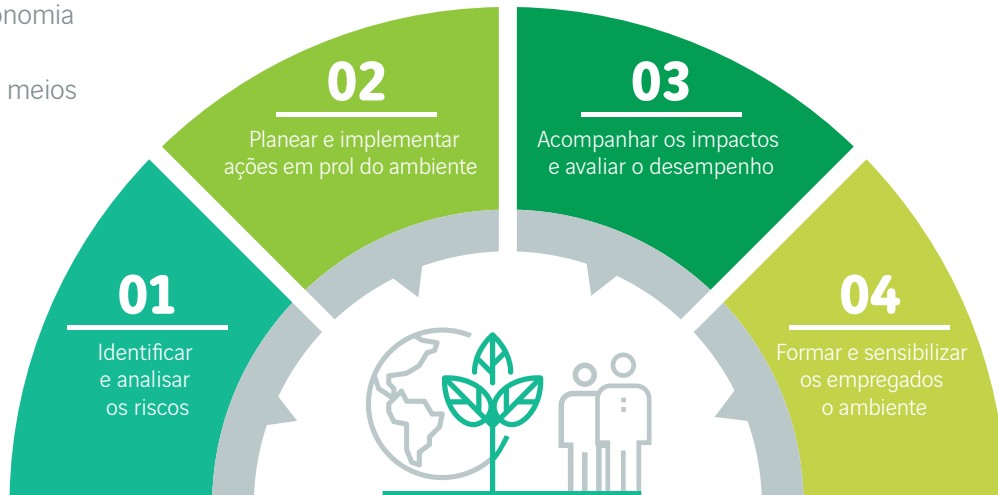 meios
01
Identificar
e analisar
os riscos
02
Planear e implementar
ações em prol do ambiente
03
Acompanhar os impactos
e avaliar o desempenho
04
Formar e sensibilizar
os empregados
o ambiente